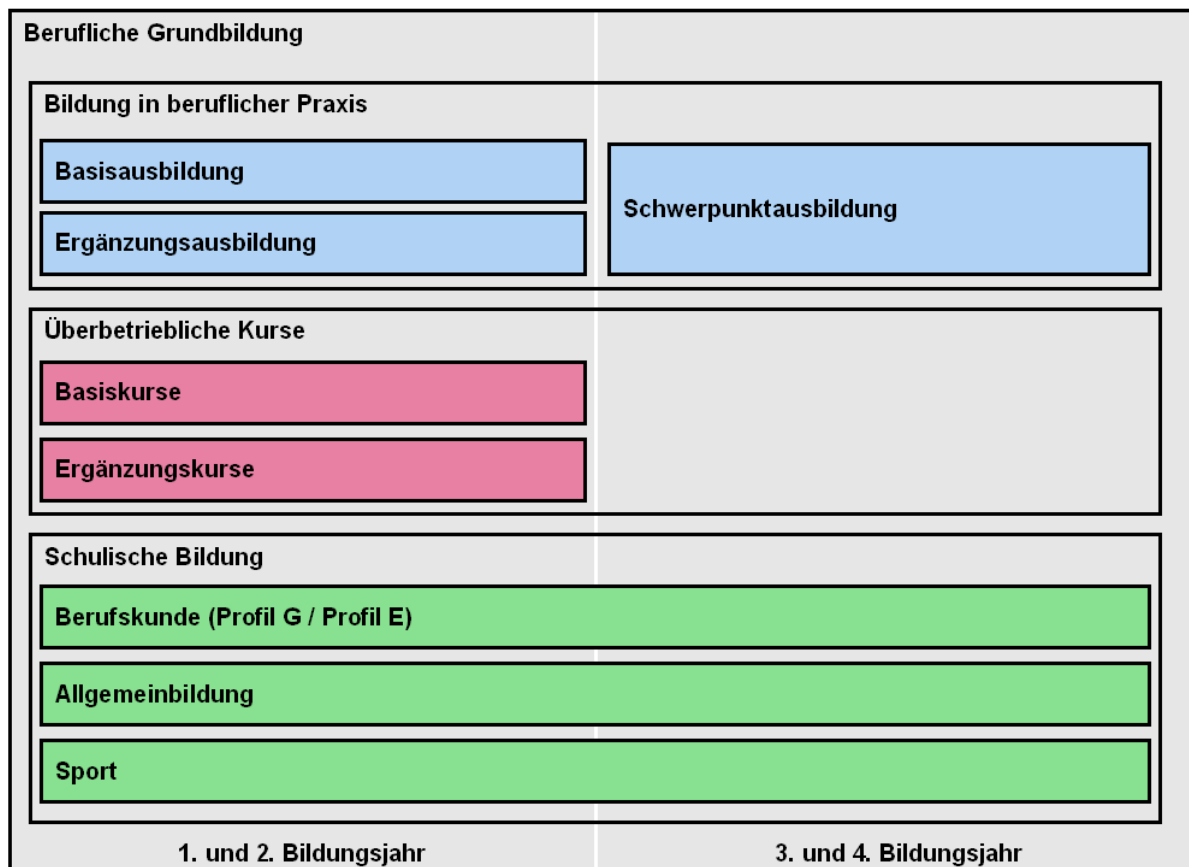 Berufliche Grundbildung
Bildung in beruflicher Praxis
Basisausbildung
Ergänzungsausbildung
Schwerpunktausbildung
Überbetriebliche Kurse
Basiskurse
Ergänzungskurse
Schulische Bildung
Berufskunde (Profil G / Profil E)
Allgemeinbildung
Sport
1. und 2. Bildungsjahr
3. und 4. Bildungsjahr